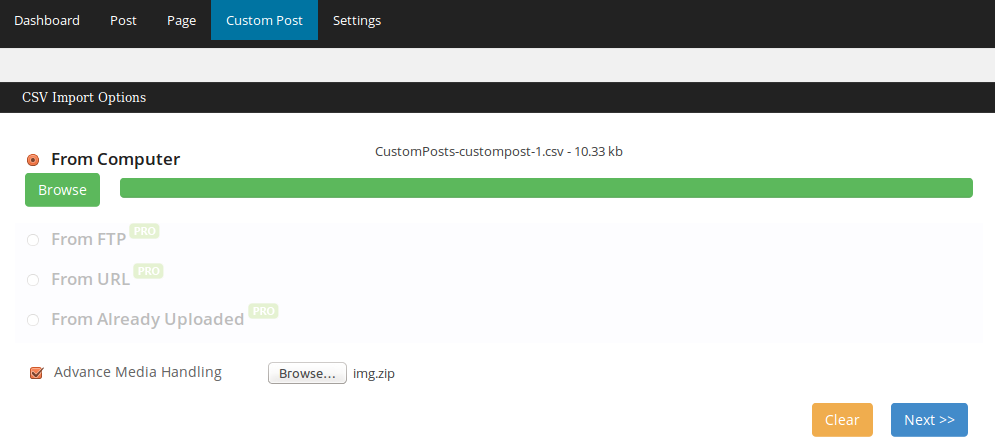 Dashboard Post Page Custom Post Settings
CSV Import Options
From Computer CustomPosts-custompost-1.csv - 10.33 kb
Browse
From FTP PRO
From URL PRO
From Already Uploaded PRO
Advance Media Handling Browse... img.zip
Clear Next >>